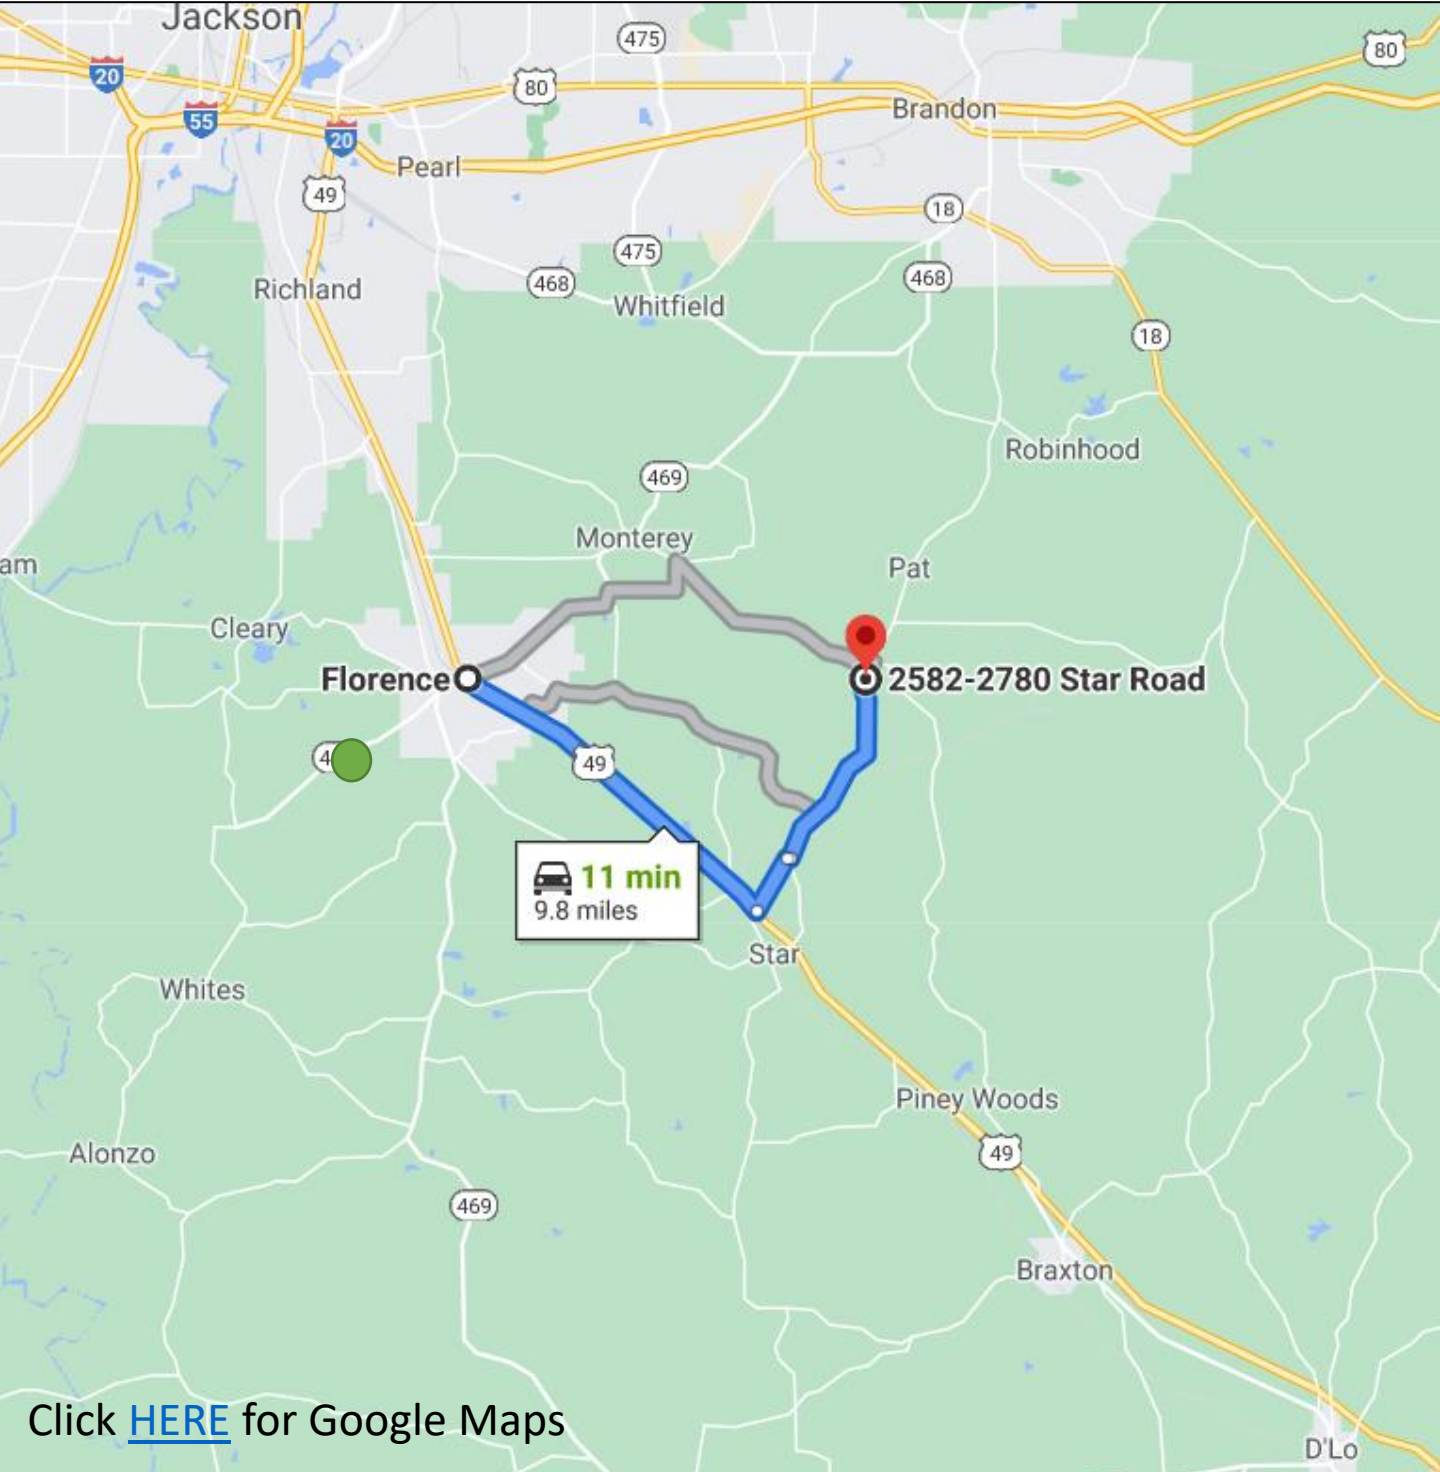 Jackson
475
80
20
80
55
Brandon
20
Pearl
49
18
475
468
468
Richland
Whitfield
18
Robinhood
469
Monterey
am
Pat
Cleary
Florence
2582-2780 Star Road
4
49
11 min
9.8 miles
Star
Whites
Piney Woods
Alonzo
49
469
Braxton
Click HERE for Google Maps
D'Lo